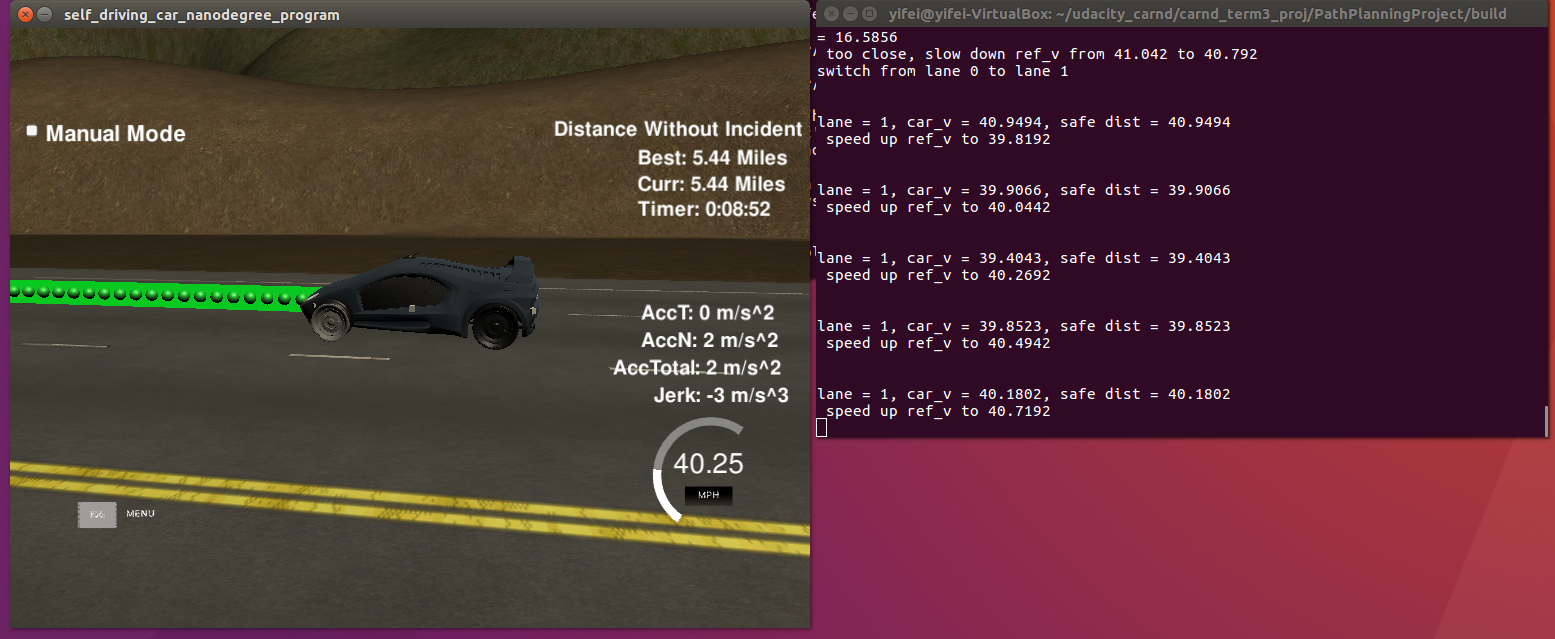 self_driving_car_nanodegree_program
Manual Mode
Distance Without Incident
Best: 5.44 Miles
Curr: 5.44 Miles
Timer: 0:08:52
AccT: 0 m/s^2
AccN: 2 m/s^2
AccTotal: 2 m/s^2
Jerk: -3 m/s^3
40.25
MPH
MENU
yifei@yifei-VirtualBox: ~/udacity_carnd/carnd_term3_proj/PathPlanningProject/build
= 16.5856
too close, slow down ref_v from 41.042 to 40.792
switch from lane 0 to lane 1
lane = 1, car_v = 40.9494, safe dist = 40.9494
speed up ref_v to 39.8192
lane = 1, car_v = 39.9066, safe dist = 39.9066
speed up ref_v to 40.0442
lane = 1, car_v = 39.4043, safe dist = 39.4043
speed up ref_v to 40.2692
lane = 1, car_v = 39.8523, safe dist = 39.8523
speed up ref_v to 40.4942
lane = 1, car_v = 40.1802, safe dist = 40.1802
speed up ref_v to 40.7192